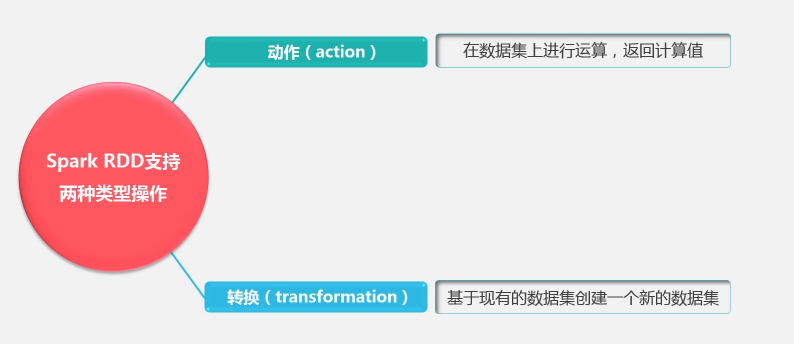 动作（action）
在数据集上进行运算，返回计算值
Spark RDD支持
两种类型操作
转换（transformation）
基于现有的数据集创建一个新的数据集